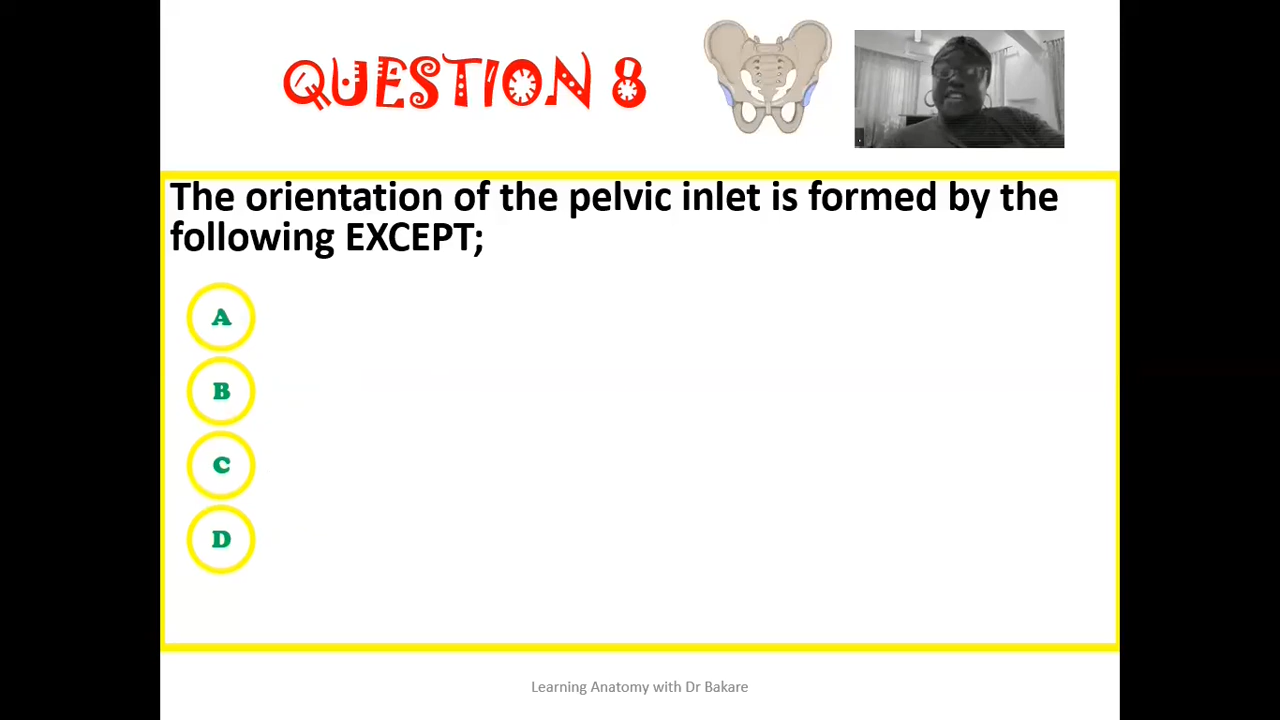 QUESTION 8
The orientation of the pelvic inlet is formed by the
following EXCEPT;
A
B
C
D
Learning Anatomy with Dr Bakare